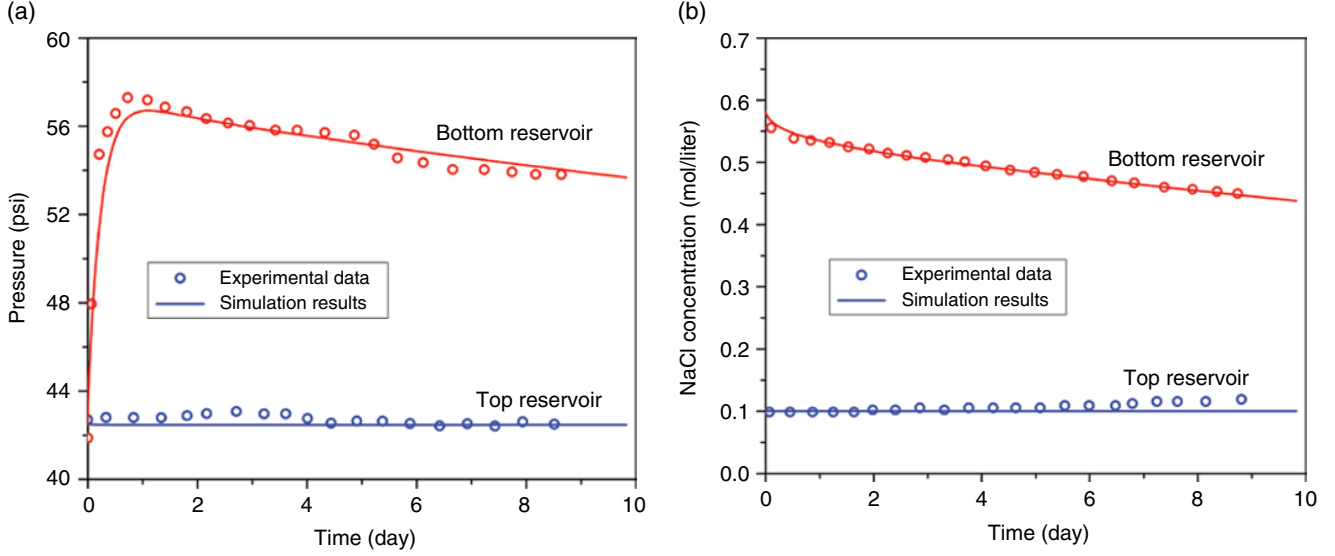 (a)
60
56
52
48
44
40
Pressure (psi)
Bottom reservoir
Experimental data
Simulation results
Top reservoir
0
2
4
6
8
10
Time (day)
(b)
0.7
0.6
0.5
0.4
0.3
0.2
0.1
0.0
NaCl concentration (mol/liter)
Bottom reservoir
Experimental data
Simulation results
Top reservoir
0
2
4
6
8
10
Time (day)